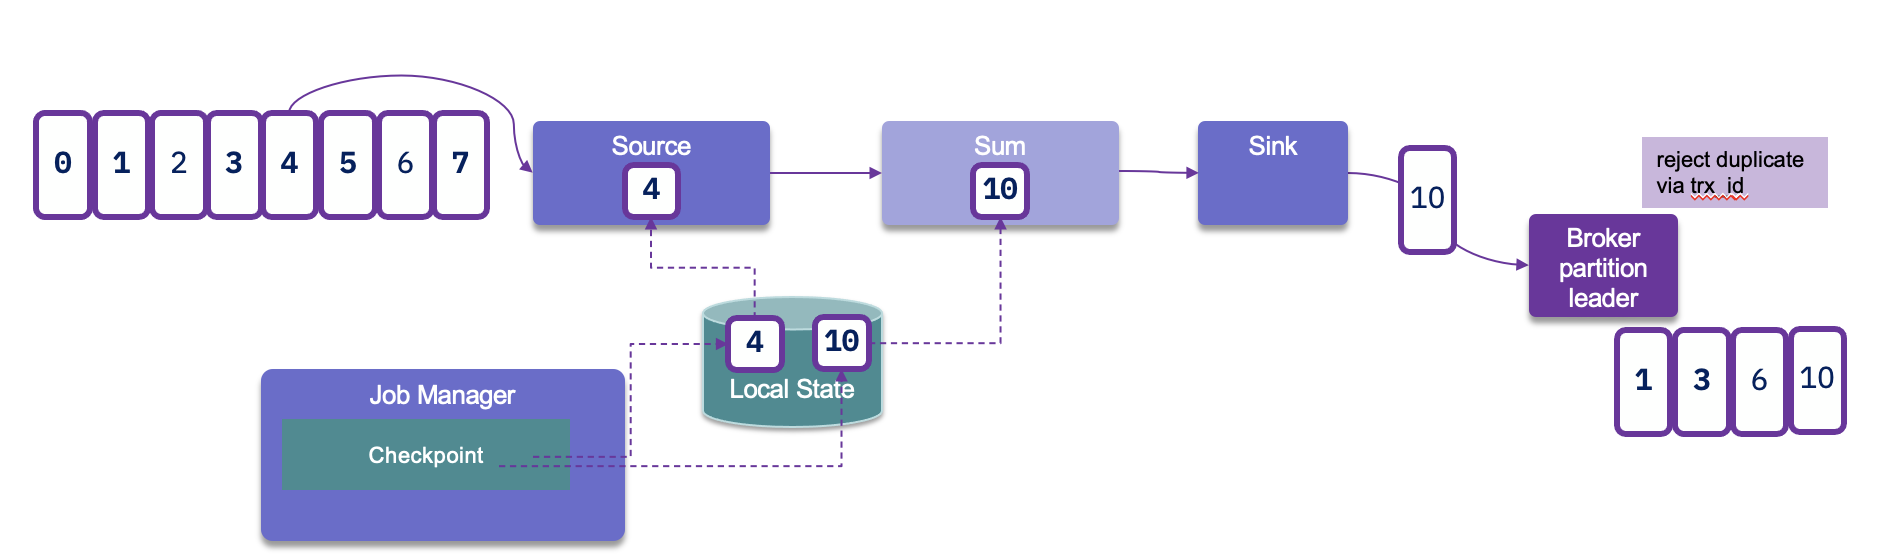 0 1 2 3 4 5 6 7
Source
4
Sum
10
Sink
10
reject duplicate
via trx_id
Broker
partition
leader
1 3 6 10
4 10
Local State
Job Manager
Checkpoint